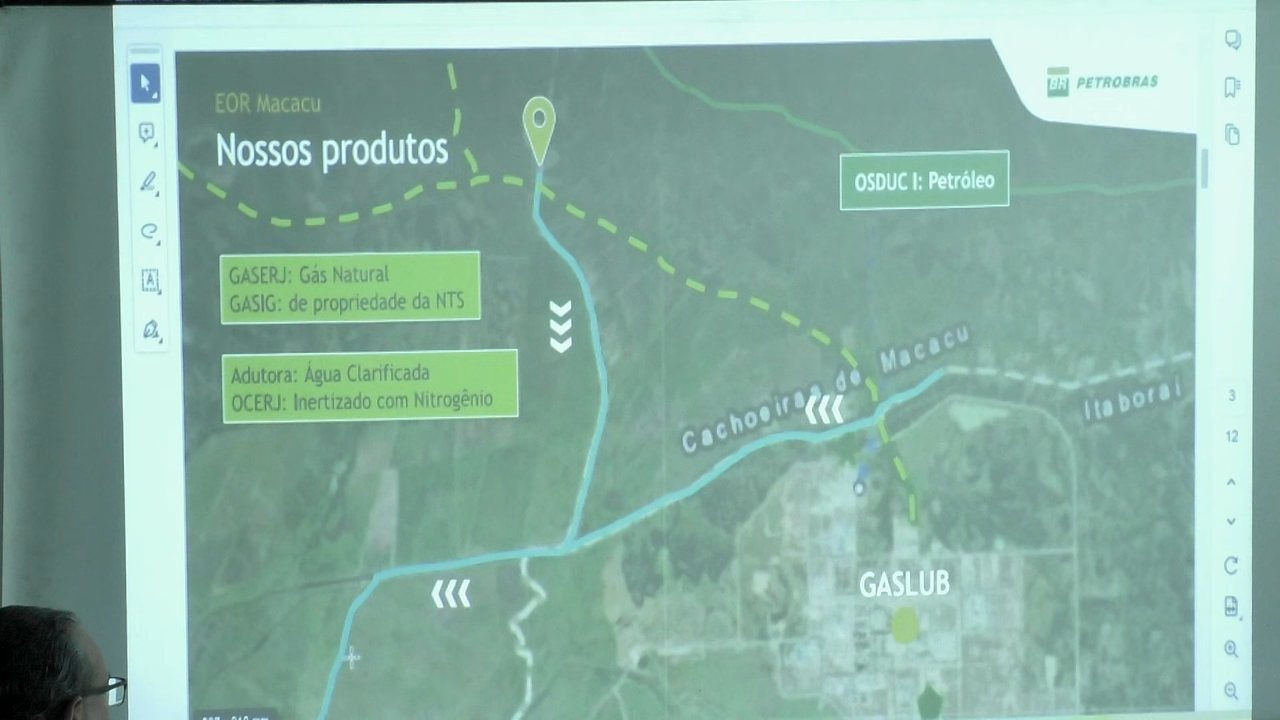 EOR Macacu
Nossos produtos
BR PETROBRAS
OSDUC I: Petróleo
GASERJ: Gás Natural
GASIG: de propriedade da NTS
Adutora: Água Clarificada
OCERJ: Inertizado com Nitrogênio
Cachoeiras de Macacu
Itaboraí
GASLUB
3
12